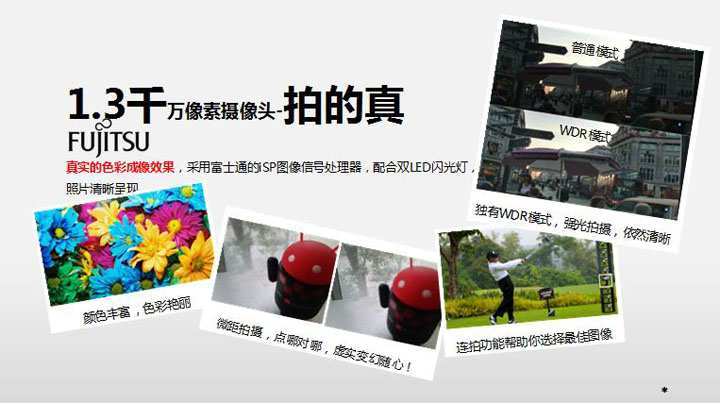 1.3千万像素摄像头-拍的真
FUJITSU
真实的色彩成像效果，采用富士通的ISP图像信号处理器，配合双LED闪光灯，
照片清晰呈现
普通模式
WDR模式
独有WDR模式，强光拍摄，依然清晰
颜色丰富，色彩艳丽
微距拍摄，点哪对哪，虚实变幻随心！
连拍功能帮助你选择最佳图像
*